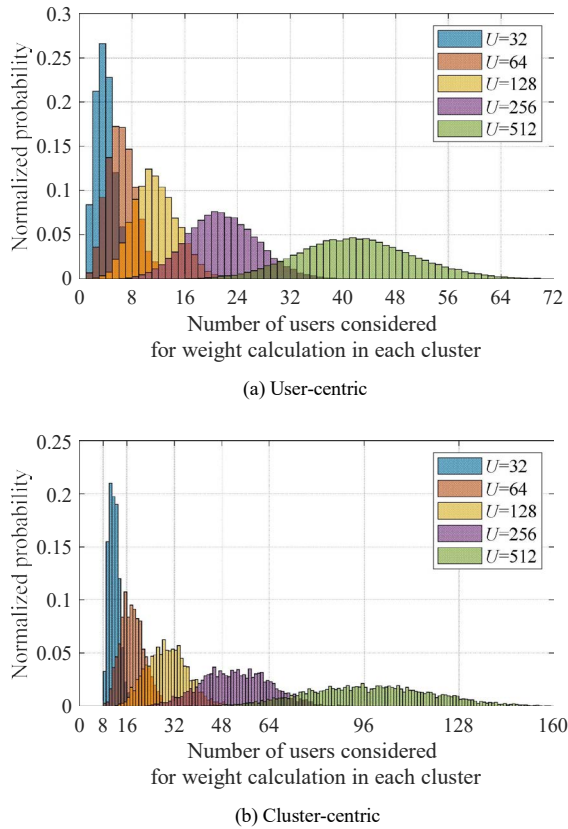 0.3
0.25
0.2
0.15
0.1
0.05
0
Normalized probability
U=32
U=64
U=128
U=256
U=512
0 8 16 24 32 40 48 56 64 72
Number of users considered
for weight calculation in each cluster
(a) User-centric
0.25
0.2
0.15
0.1
0.05
0
Normalized probability
U=32
U=64
U=128
U=256
U=512
0 8 16 32 48 64 96 128 160
Number of users considered
for weight calculation in each cluster
(b) Cluster-centric